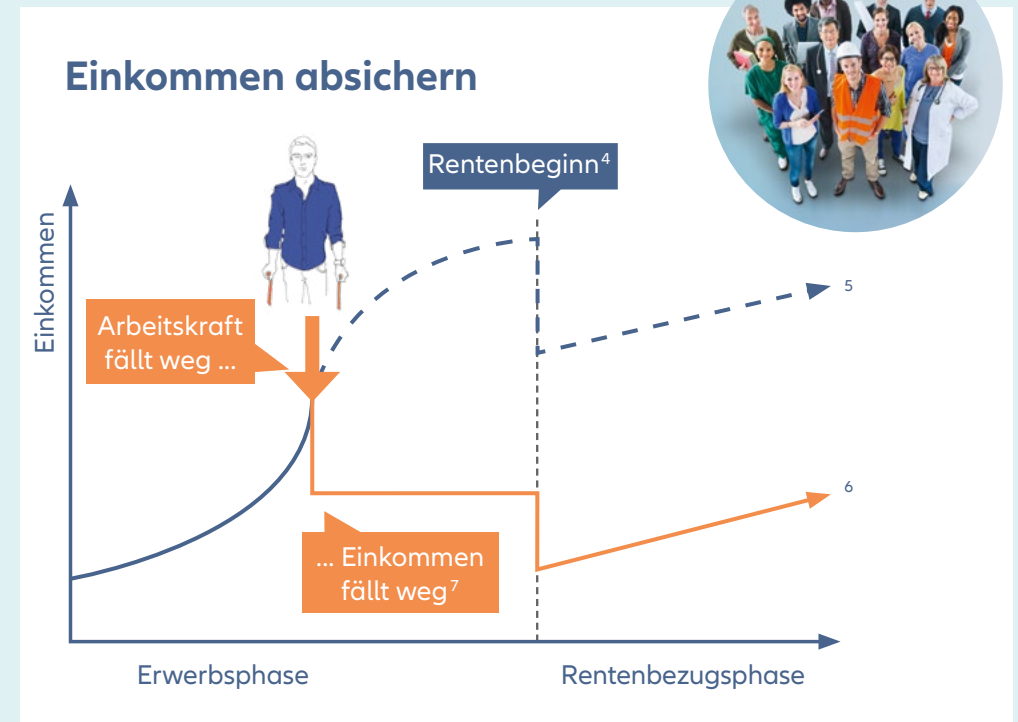 Einkommen absichern
Rentenbeginn⁴
Einkommen
Arbeitskraft
fällt weg ...
5
6
... Einkommen
fällt weg⁷
Erwerbsphase
Rentenbezugsphase